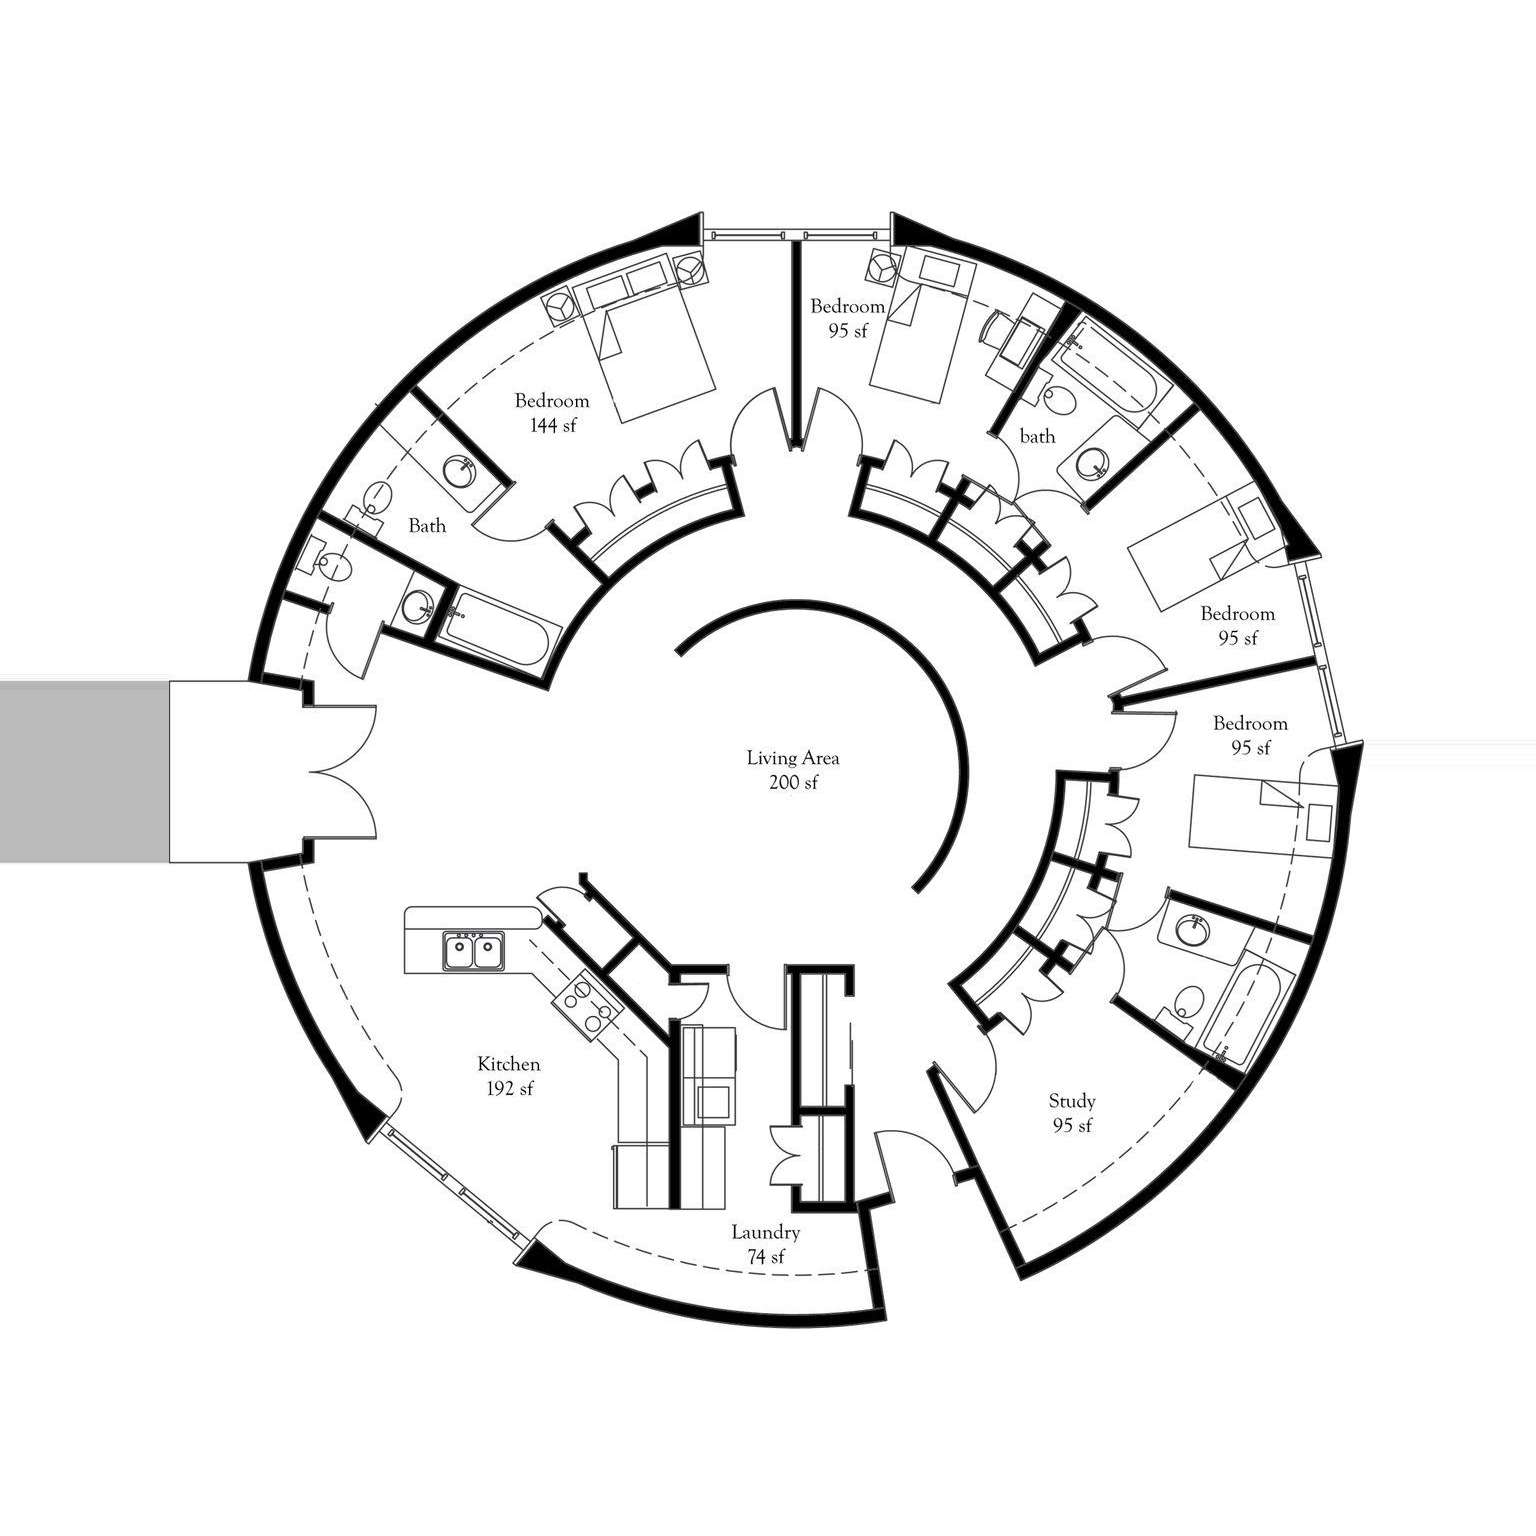 Bedroom
95 sf
Bedroom
144 sf
bath
Bath
Bedroom
95 sf
Bedroom
95 sf
Living Area
200 sf
Kitchen
192 sf
Study
95 sf
Laundry
74 sf